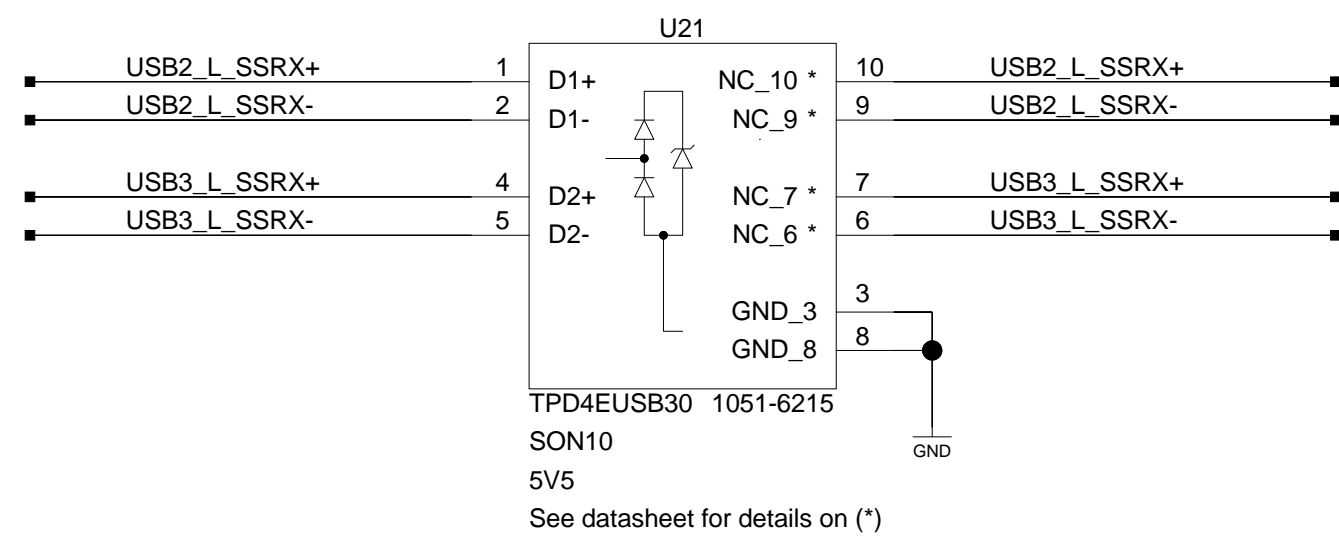 U21
USB2_L_SSRX+ 1 D1+ NC_10 * 10 USB2_L_SSRX+
USB2_L_SSRX- 2 D1- NC_9 * 9 USB2_L_SSRX-
USB3_L_SSRX+ 4 D2+ NC_7 * 7 USB3_L_SSRX+
USB3_L_SSRX- 5 D2- NC_6 * 6 USB3_L_SSRX-
GND_3 3
GND_8 8
TPD4EUSB30 1051-6215
SON10
GND
5V5
See datasheet for details on (*)